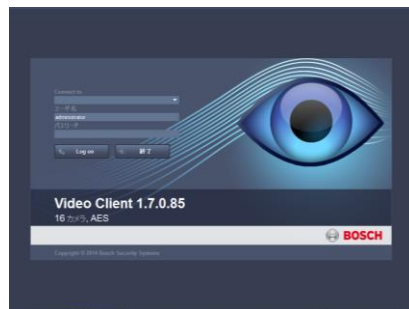 Connect to
ユーザ名
administrator
パスワード
Log on
終了
Video Client 1.7.0.85
16 カメラ, AES
BOSCH
Copyright © 2014 Bosch Security Systems